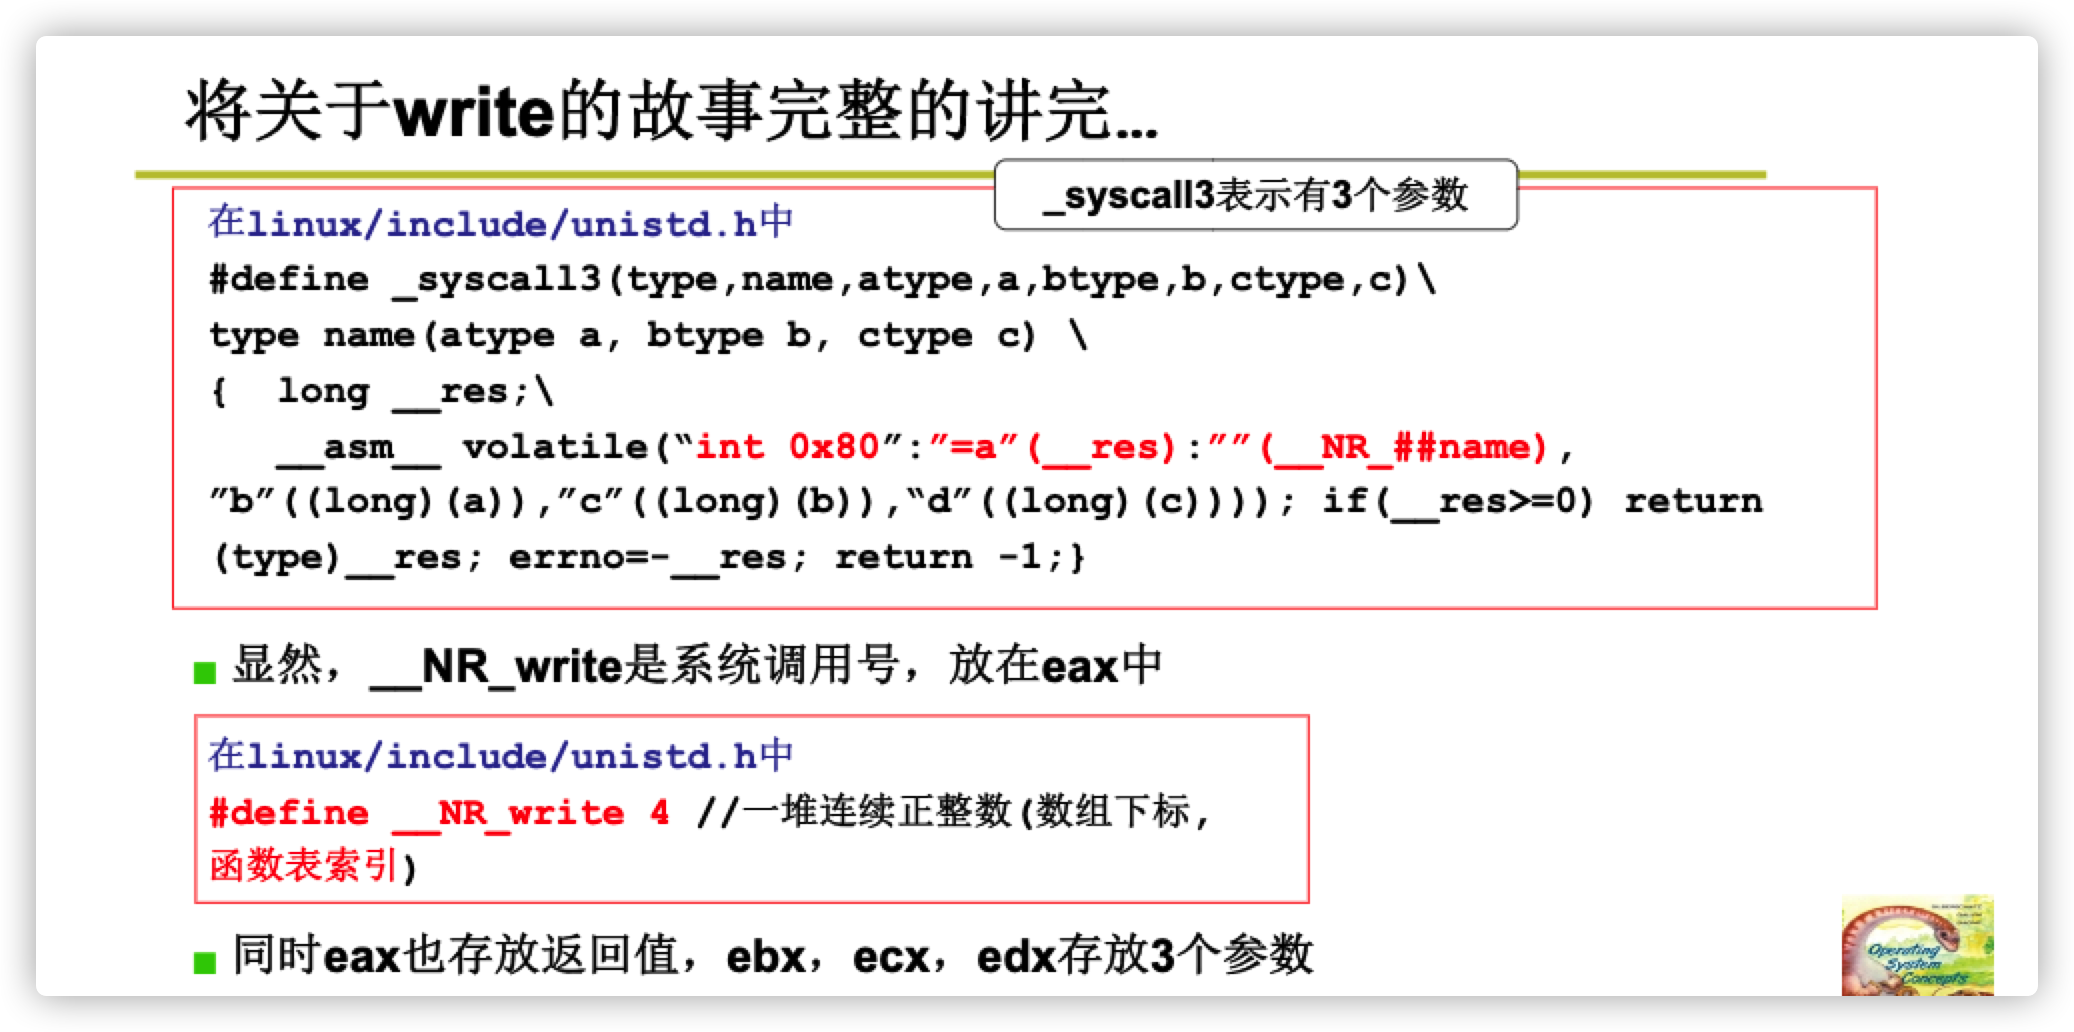 将关于write的故事完整的讲完...
_syscall3表示有3个参数
在linux/include/unistd.h中
#define _syscall3(type,name,atype,a,btype,b,ctype,c)\
type name(atype a, btype b, ctype c) \
{ long __res;\
__asm__ volatile(“int 0x80”:”=a”(__res):””(__NR_##name),
”b”((long)(a)),”c”((long)(b)),“d”((long)(c)))); if(__res>=0) return
(type)__res; errno=-__res; return -1;}
显然，__NR_write是系统调用号，放在eax中
在linux/include/unistd.h中
#define __NR_write 4 //一堆连续正整数(数组下标,
函数表索引)
同时eax也存放返回值，ebx，ecx，edx存放3个参数
Operating
System
Concepts